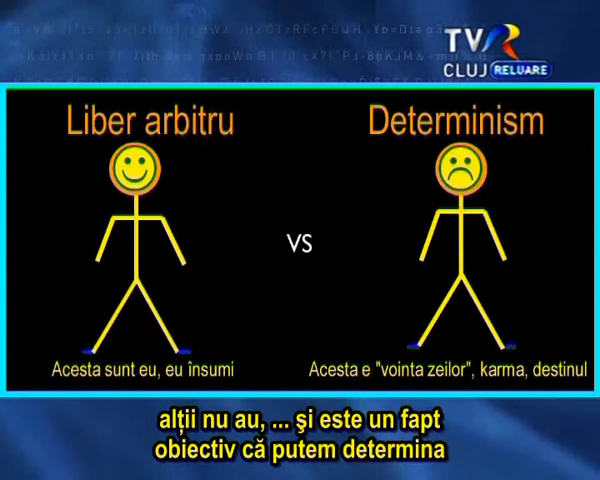 TVR
CLUJ RELUARE
Liber arbitru
Determinism
vs
Acesta sunt eu, eu însumi
Acesta e "vointa zeilor", karma, destinul
alţii nu au, ... şi este un fapt
obiectiv că putem determina